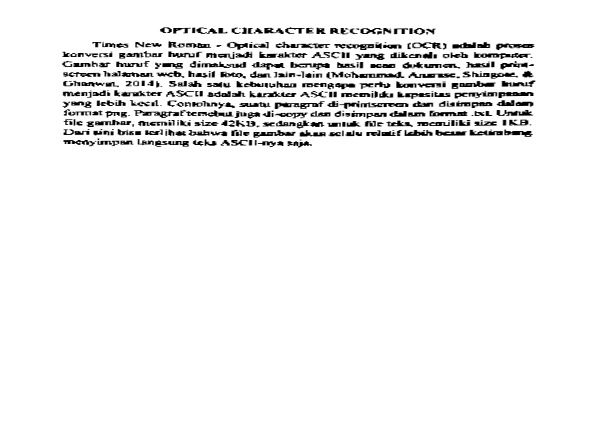 OPTICAL CHARACTER RECOGNITION
Times New Roman - Optical character recognition (OCR) adalah proses
konversi gambar huruf menjadi karakter ASCII yang dikenali oleh komputer.
Gambar huruf yang dimaksud dapat berupa hasil scan dokumen, hasil print-
screen halaman web, hasil foto, dan lain-lain (Mohammad, Anarase, Shingote, &
Ghanwat, 2014). Salah satu kebutuhan mengapa perlu konversi gambar huruf
menjadi karakter ASCII adalah karakter ASCII memiliki kapasitas penyimpanan
yang lebih kecil. Contohnya, suatu paragraf di-printscreen dan disimpan dalam
format png. Paragraf tersebut juga di-copy dan disimpan dalam format .txt. Untuk
file gambar, memiliki size 42KB, sedangkan untuk file teks, memiliki size 1KB.
Dari sini bisa terlihat bahwa file gambar akan selalu relatif lebih besar ketimbang
menyimpan langsung teks ASCII-nya saja.